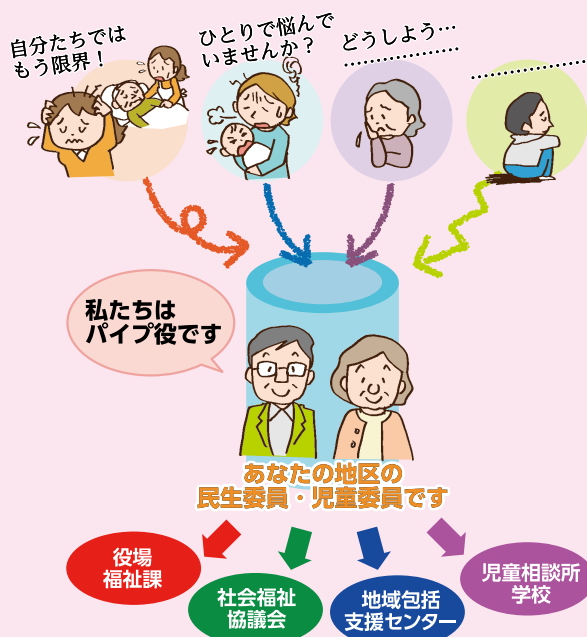 自分たちでは
もう限界！
ひとりで悩んで
いませんか？
どうしよう…
………………
………………
私たちは
パイプ役です
あなたの地区の
民生委員・児童委員です
役場
福祉課
社会福祉
協議会
地域包括
支援センター
児童相談所
学校